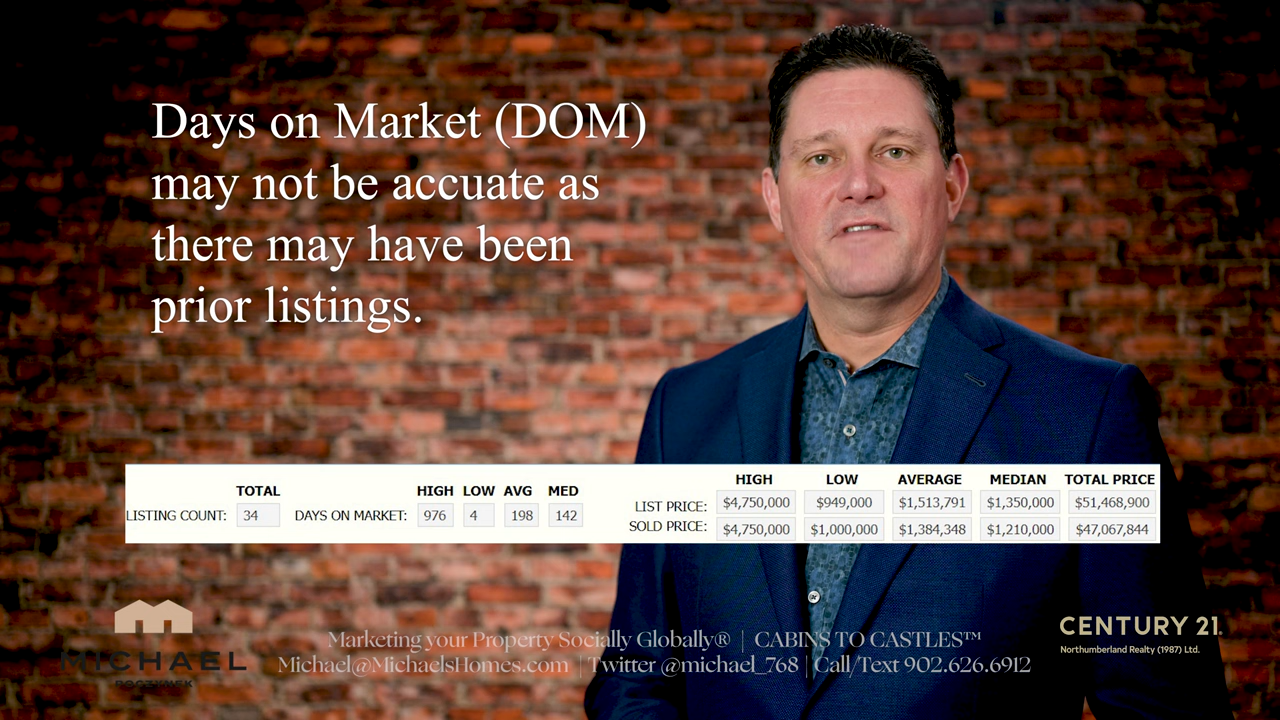 Days on Market (DOM)
may not be accuate as
there may have been
prior listings.
TOTAL HIGH LOW AVG MED
LISTING COUNT: 34 DAYS ON MARKET: 976 4 198 142
HIGH LOW AVERAGE MEDIAN TOTAL PRICE
LIST PRICE: $4,750,000 $949,000 $1,513,791 $1,350,000 $51,468,900
SOLD PRICE: $4,750,000 $1,000,000 $1,384,348 $1,210,000 $47,067,844
MICHAEL
Marketing your Property Socially Globally® | CABINS TO CASTLES™
Michael@MichaelsHomes.com | Twitter @michael_768 | Call/Text 902.626.6912
CENTURY 21.
Northumberland Realty (1987) Ltd.